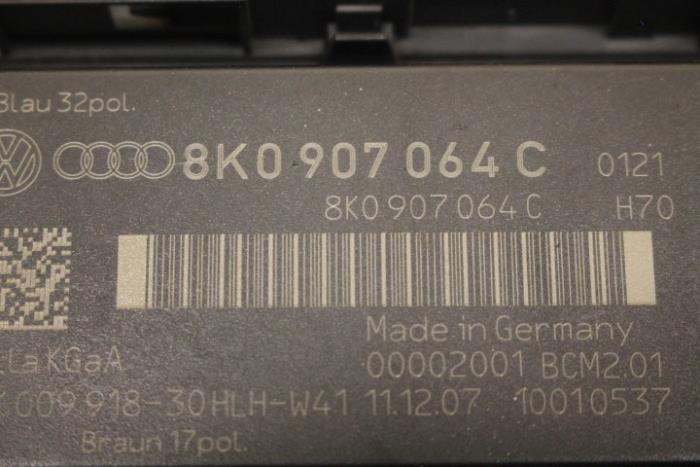 Blau 32pol.
8K0 907 064 C 0121
8K0 907 064 C H70
Made in Germany
La KGaA 00002001 BCM2.01
009 918-30 HLH-W41 11.12.07 10010537
Braun 17pol.